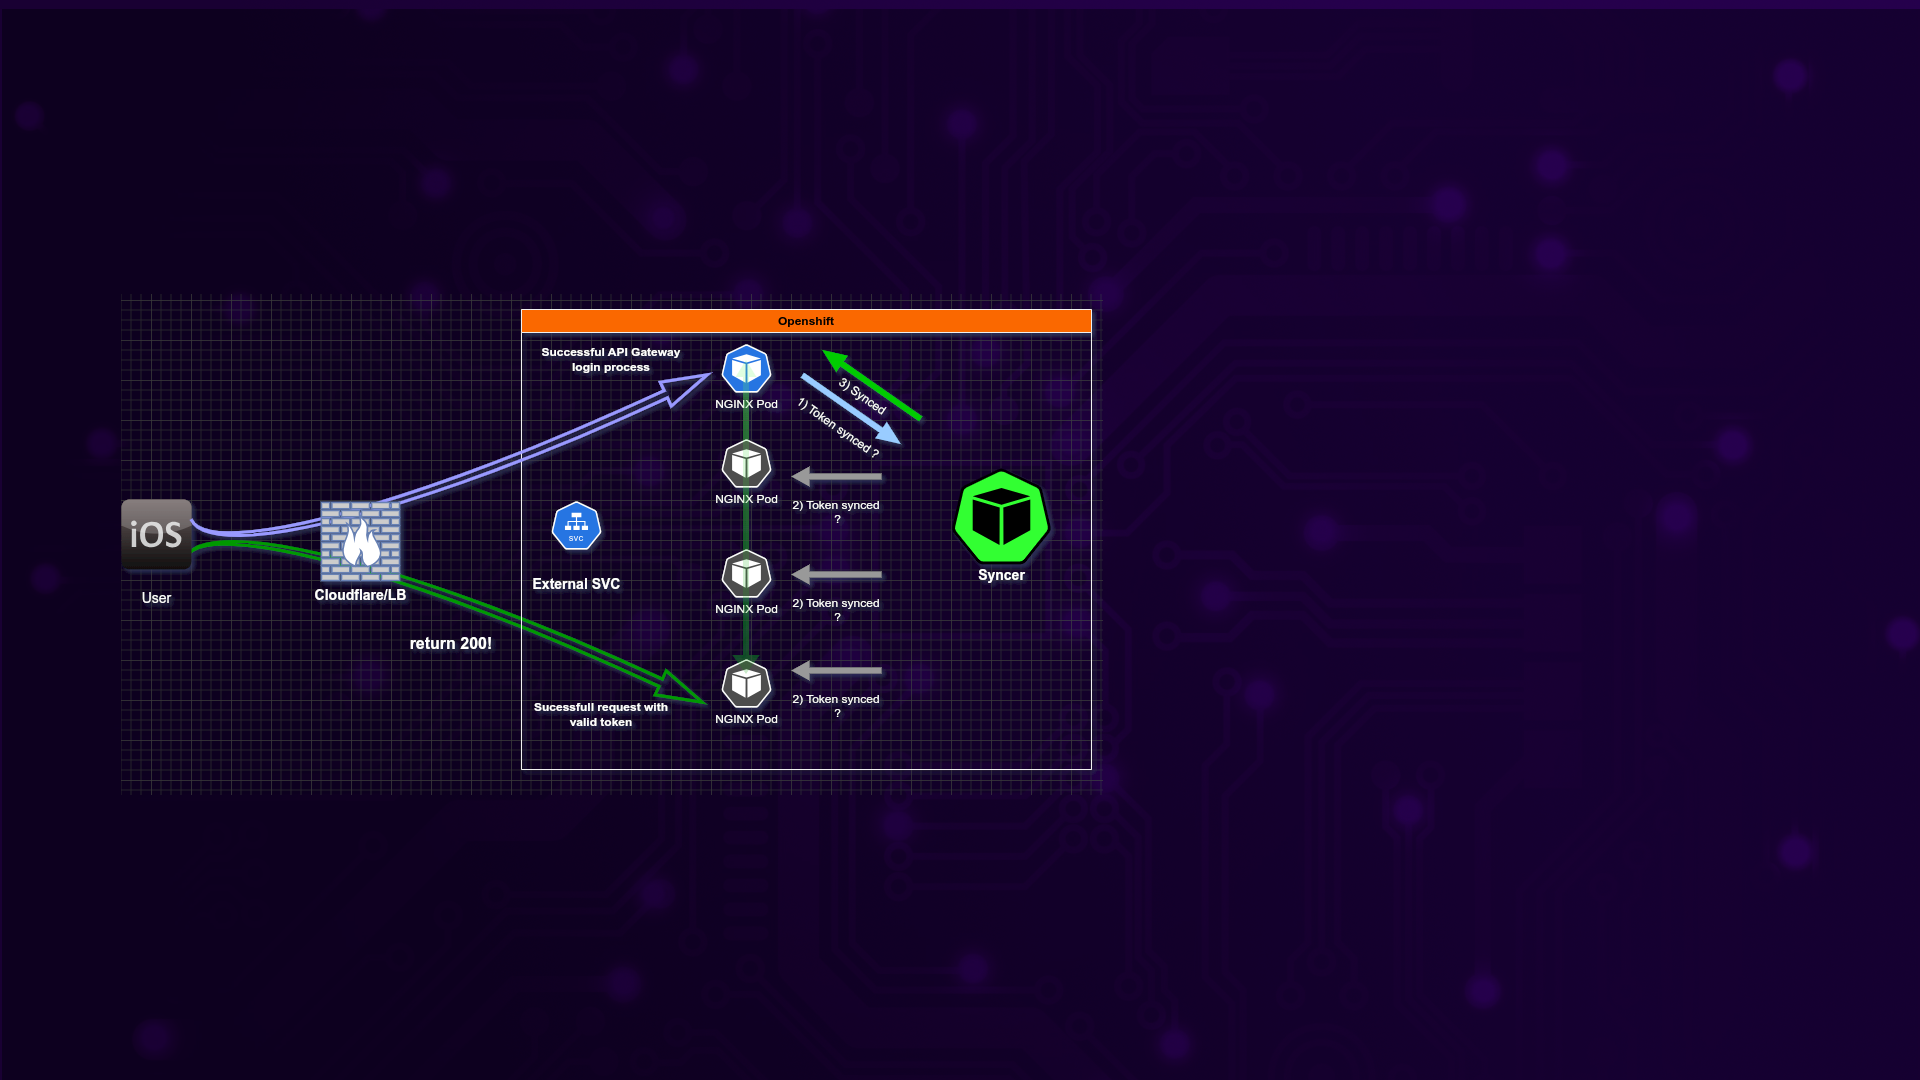 Openshift
Successful API Gateway
login process
NGINX Pod
3) Synced
1) Token synced ?
NGINX Pod
2) Token synced
?
iOS
User
Cloudflare/LB
svc
External SVC
Syncer
NGINX Pod
2) Token synced
?
return 200!
Sucessfull request with
valid token
NGINX Pod
2) Token synced
?